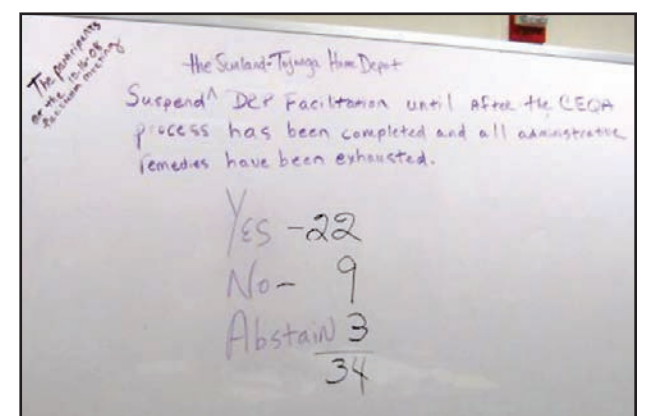 The participants
of the 10-16-08
facilitation meeting
the Sunland-Tujunga Home Depot
Suspend ^ DCP Facilitation until After the CEQA
process has been completed and all administrative
remedies have been exhausted.
Yes - 22
No - 9
Abstain 3
34